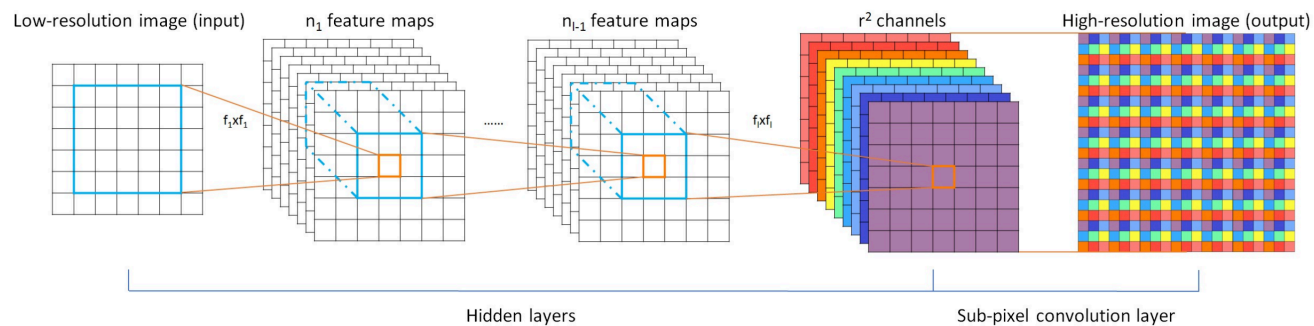 Low-resolution image (input)
n₁ feature maps
nₗ₋₁ feature maps
r² channels
High-resolution image (output)
f₁xf₁
......
fₗxfₗ
Hidden layers
Sub-pixel convolution layer